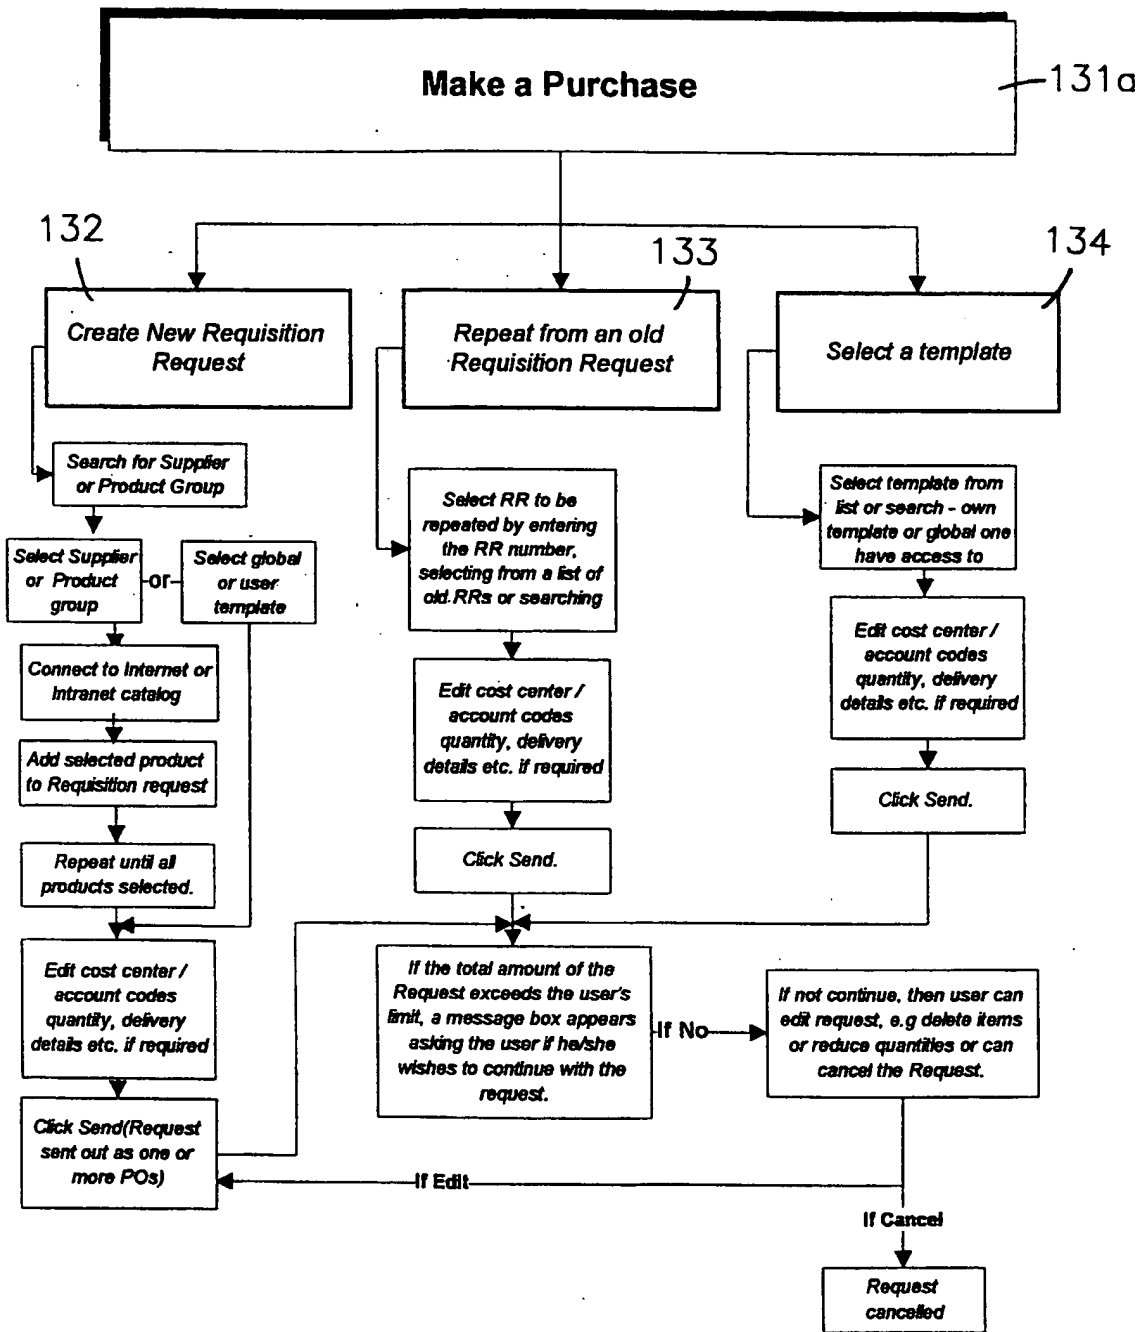 Make a Purchase
131a
132
133
134
Create New Requisition
Request
Repeat from an old
Requisition Request
Select a template
Search for Supplier
or Product Group
Select Supplier
or Product
group
or
Select global
or user
template
Connect to Internet or
Intranet catalog
Add selected product
to Requisition request
Repeat until all
products selected.
Edit cost center /
account codes
quantity, delivery
details etc. if required
Click Send(Request
sent out as one or
more POs)
Select RR to be
repeated by entering
the RR number,
selecting from a list of
old RRs or searching
Edit cost center /
account codes
quantity, delivery
details etc. if required
Click Send.
If the total amount of the
Request exceeds the user's
limit, a message box appears
asking the user if he/she
wishes to continue with the
request.
Select template from
list or search - own
template or global one
have access to
Edit cost center /
account codes
quantity, delivery
details etc. if required
Click Send.
If No
If not continue, then user can
edit request, e.g delete items
or reduce quantities or can
cancel the Request.
If Edit
If Cancel
Request
cancelled